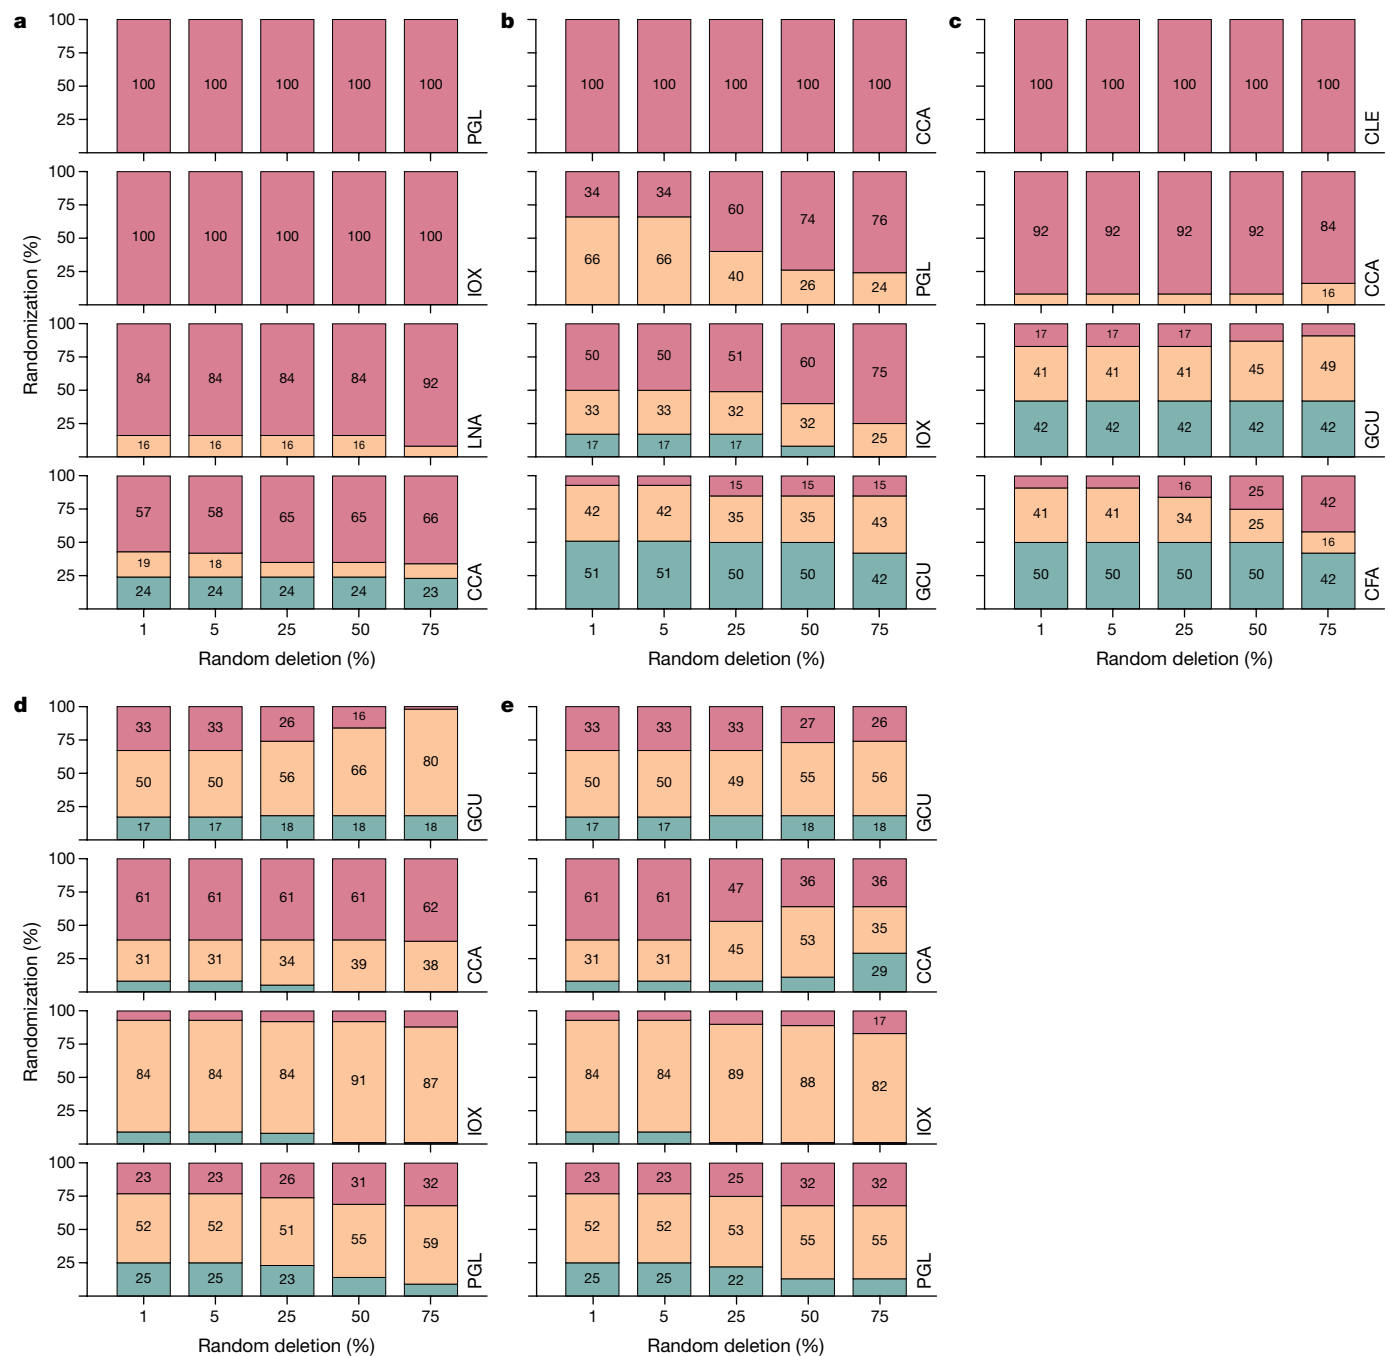 a
100 75 50 25
100 100 100 100 100
PGL
100 75 50 25
100 100 100 100 100
IOX
100 75 50 25
84 84 84 84 92
16 16 16 16
LNA
100 75 50 25
57 58 65 65 66
19 18
24 24 24 24 23
CCA
1 5 25 50 75
Random deletion (%)
Randomization (%)
b
100 100 100 100 100
CCA
34 34 60 74 76
66 66 40 26 24
PGL
50 50 51 60 75
33 33 32 32 25
17 17 17
IOX
15 15 15
42 42 35 35 43
51 51 50 50 42
GCU
1 5 25 50 75
Random deletion (%)
c
100 100 100 100 100
CLE
92 92 92 92 84
16
CCA
17 17 17
41 41 41 45 49
42 42 42 42 42
GCU
16 25 42
41 41 34 25 16
50 50 50 50 42
CFA
1 5 25 50 75
Random deletion (%)
d
100 75 50 25
33 33 26 16
50 50 56 66 80
17 17 18 18 18
GCU
100 75 50 25
61 61 61 61 62
31 31 34 39 38
CCA
100 75 50 25
84 84 84 91 87
IOX
100 75 50 25
23 23 26 31 32
52 52 51 55 59
25 25 23
PGL
1 5 25 50 75
Random deletion (%)
Randomization (%)
e
33 33 33 27 26
50 50 49 55 56
17 17 18 18
GCU
61 61 47 36 36
31 31 45 53 35
29
CCA
17
84 84 89 88 82
IOX
23 23 25 32 32
52 52 53 55 55
25 25 22
PGL
1 5 25 50 75
Random deletion (%)